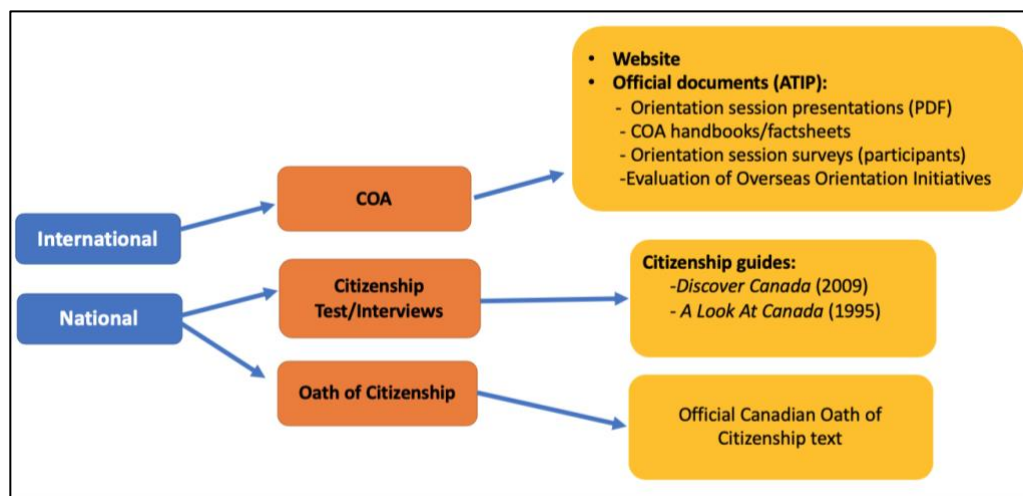 • Website
• Official documents (ATIP):
- Orientation session presentations (PDF)
- COA handbooks/factsheets
- Orientation session surveys (participants)
-Evaluation of Overseas Orientation Initiatives
COA
International
Citizenship
Test/Interviews
Citizenship guides:
-Discover Canada (2009)
- A Look At Canada (1995)
National
Oath of Citizenship
Official Canadian Oath of
Citizenship text